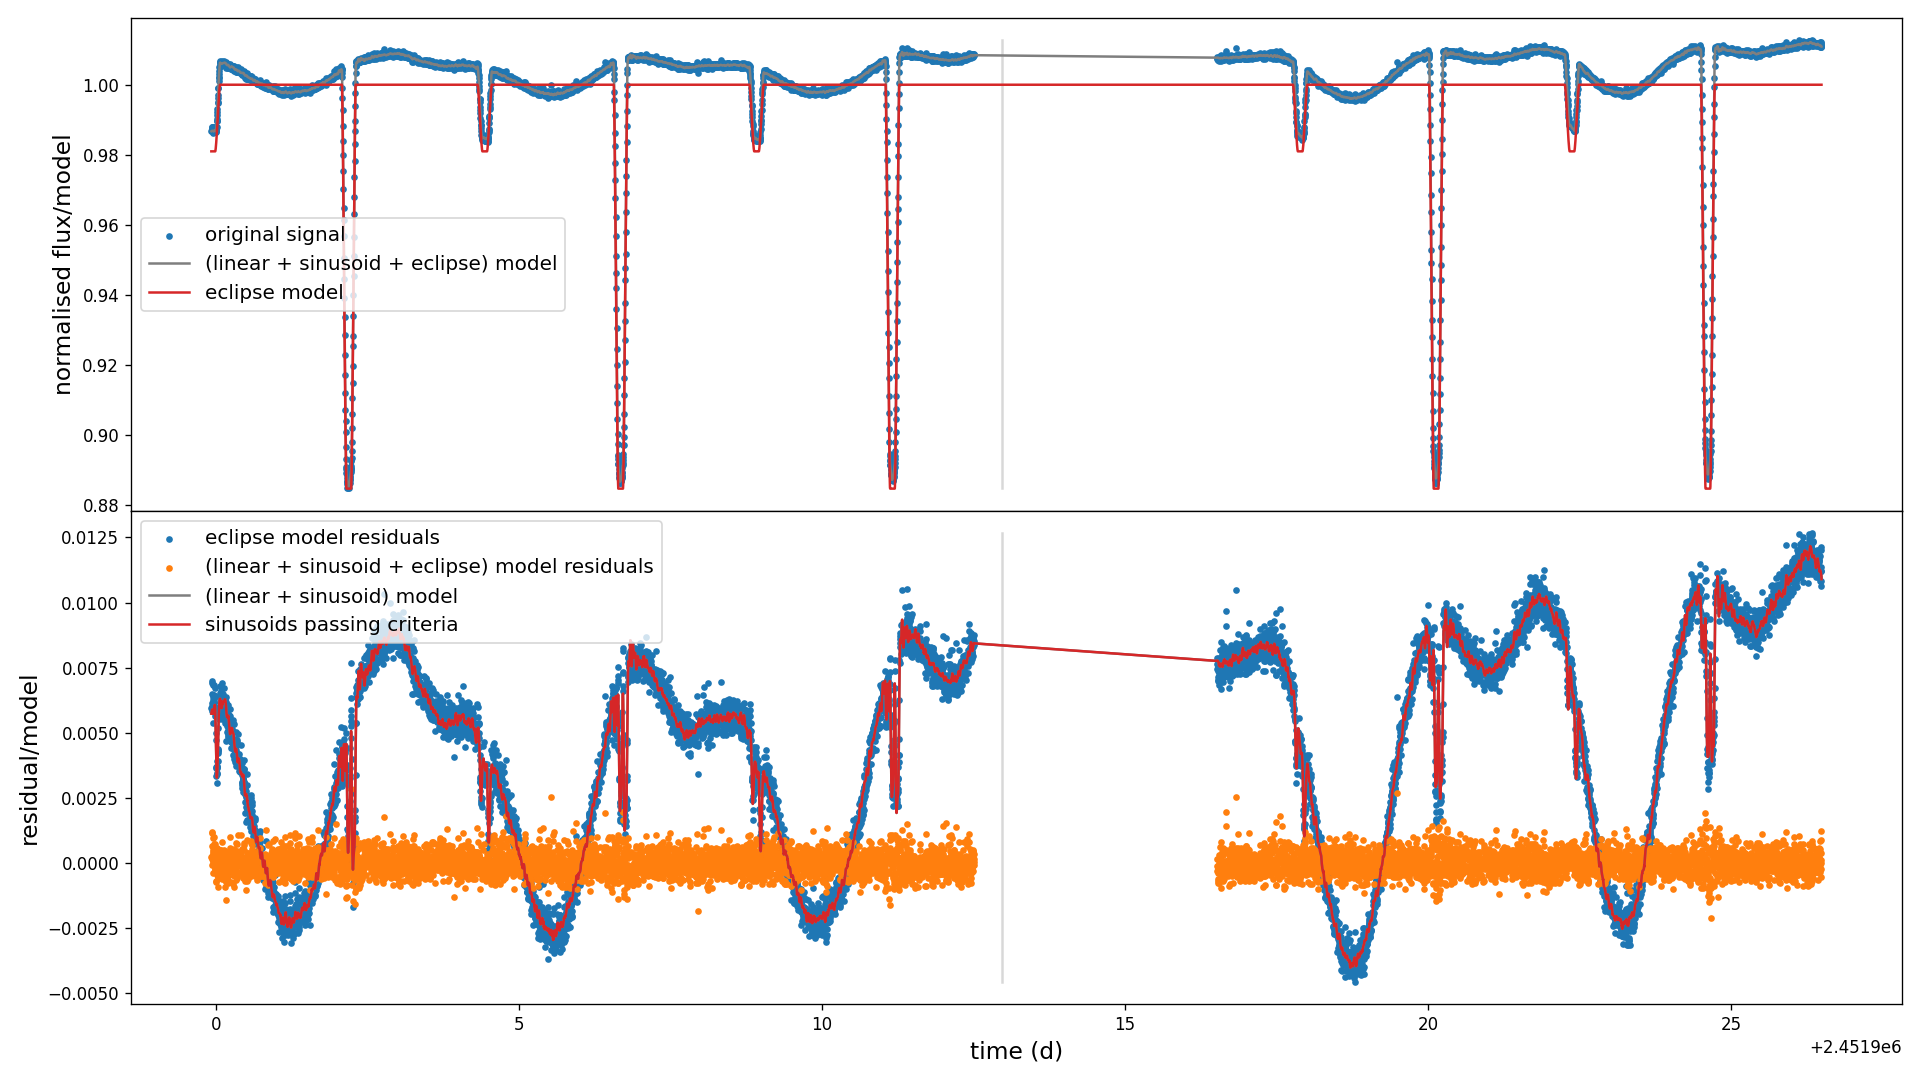 normalised flux/model
1.00
0.98
0.96
0.94
0.92
0.90
0.88
original signal
(linear + sinusoid + eclipse) model
eclipse model
residual/model
0.0125
0.0100
0.0075
0.0050
0.0025
0.0000
−0.0025
−0.0050
eclipse model residuals
(linear + sinusoid + eclipse) model residuals
(linear + sinusoid) model
sinusoids passing criteria
0 5 10 15 20 25
time (d)
+2.4519e6